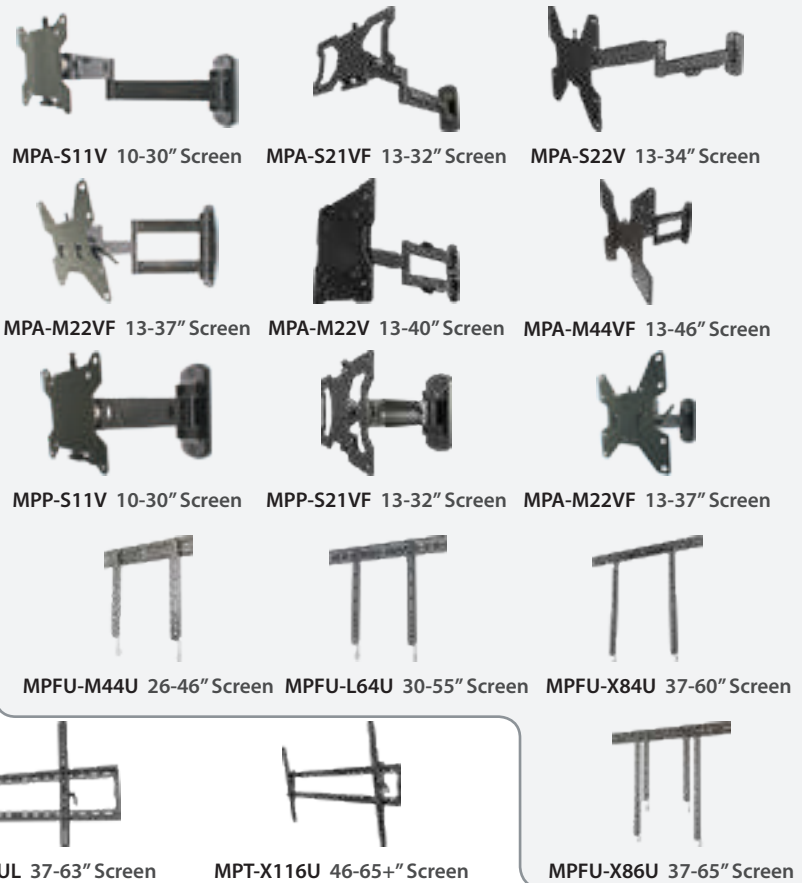 MPA-S11V 10-30" Screen MPA-S21VF 13-32" Screen MPA-S22V 13-34" Screen
MPA-M22VF 13-37" Screen MPA-M22V 13-40" Screen MPA-M44VF 13-46" Screen
MPP-S11V 10-30" Screen MPP-S21VF 13-32" Screen MPA-M22VF 13-37" Screen
MPFU-M44U 26-46" Screen MPFU-L64U 30-55" Screen MPFU-X84U 37-60" Screen
UL 37-63" Screen MPT-X116U 46-65+" Screen MPFU-X86U 37-65" Screen